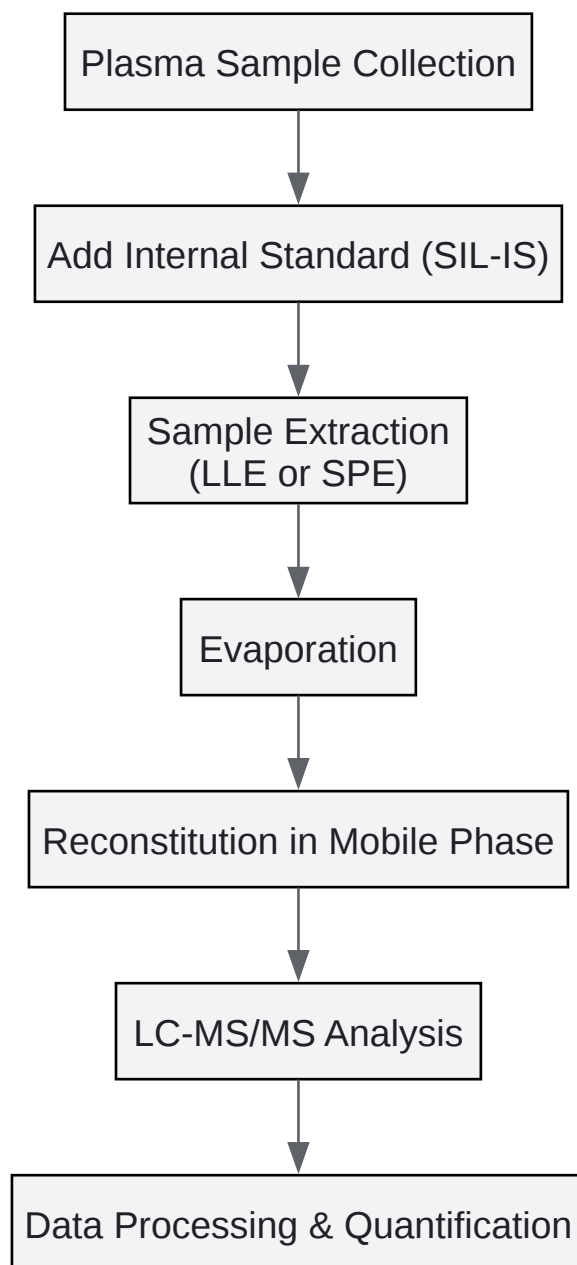 Plasma Sample Collection
Add Internal Standard (SIL-IS)
Sample Extraction
(LLE or SPE)
Evaporation
Reconstitution in Mobile Phase
LC-MS/MS Analysis
Data Processing & Quantification